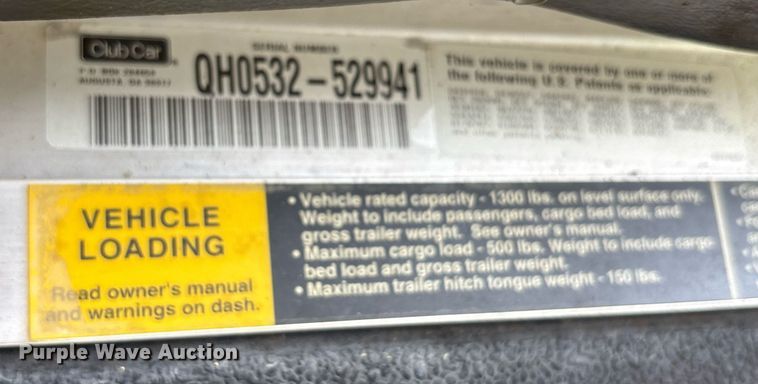 Club Car
SERIAL NUMBER
AUGUSTA, GA
QH0532-529941
This vehicle is covered by one or more of
the following U.S. Patents as applicable:
VEHICLE
LOADING
Read owner's manual
and warnings on dash.
• Vehicle rated capacity - 1300 lbs. on level surface only.
Weight to include passengers, cargo bed load, and
gross trailer weight. See owner's manual.
• Maximum cargo load - 500 lbs. Weight to include cargo
bed load and gross trailer weight.
• Maximum trailer hitch tongue weight - 150 lbs.
Purple Wave Auction